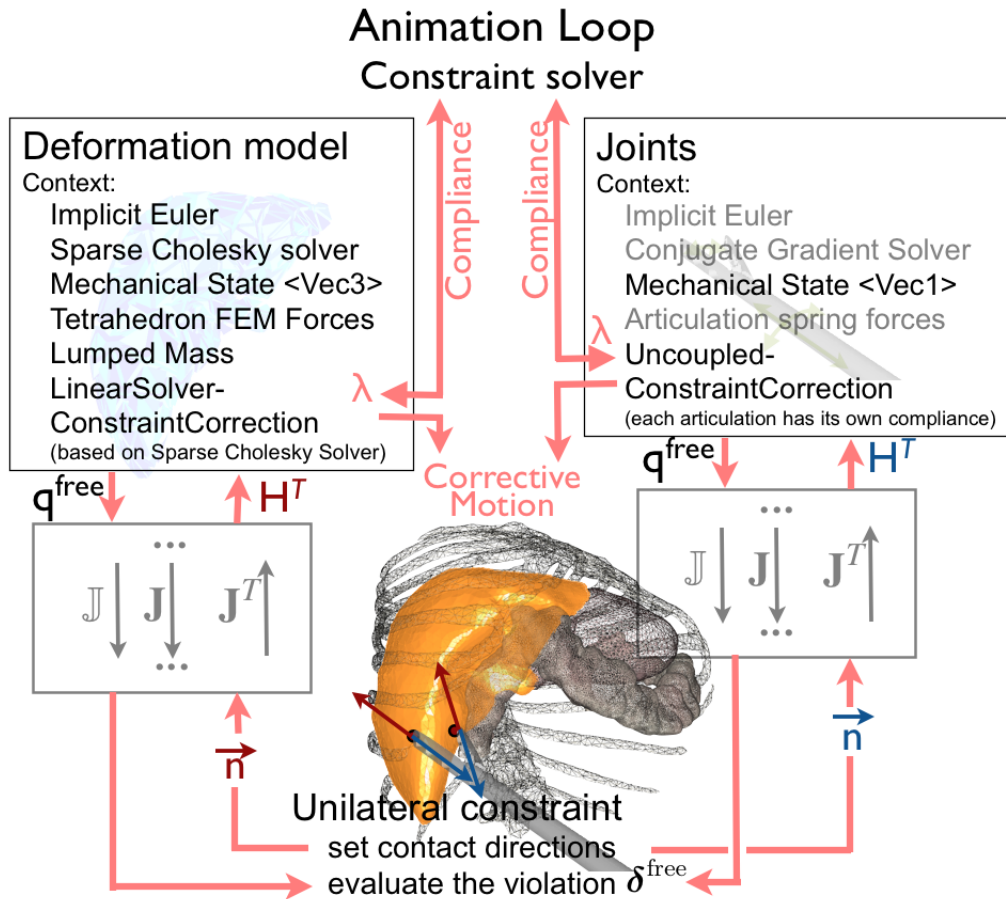 Animation Loop
Constraint solver
Deformation model
Context:
Implicit Euler
Sparse Cholesky solver
Mechanical State <Vec3>
Tetrahedron FEM Forces
Lumped Mass
LinearSolver-
ConstraintCorrection
(based on Sparse Cholesky Solver)
Compliance
λ
Compliance
λ
Joints
Context:
Implicit Euler
Conjugate Gradient Solver
Mechanical State <Vec1>
Articulation spring forces
Uncoupled-
ConstraintCorrection
(each articulation has its own compliance)
Corrective
Motion
q^free
H^T
q^free
H^T
...
𝕁 J J^T
...
...
𝕁 J J^T
...
n
n
Unilateral constraint
set contact directions
evaluate the violation δ^free